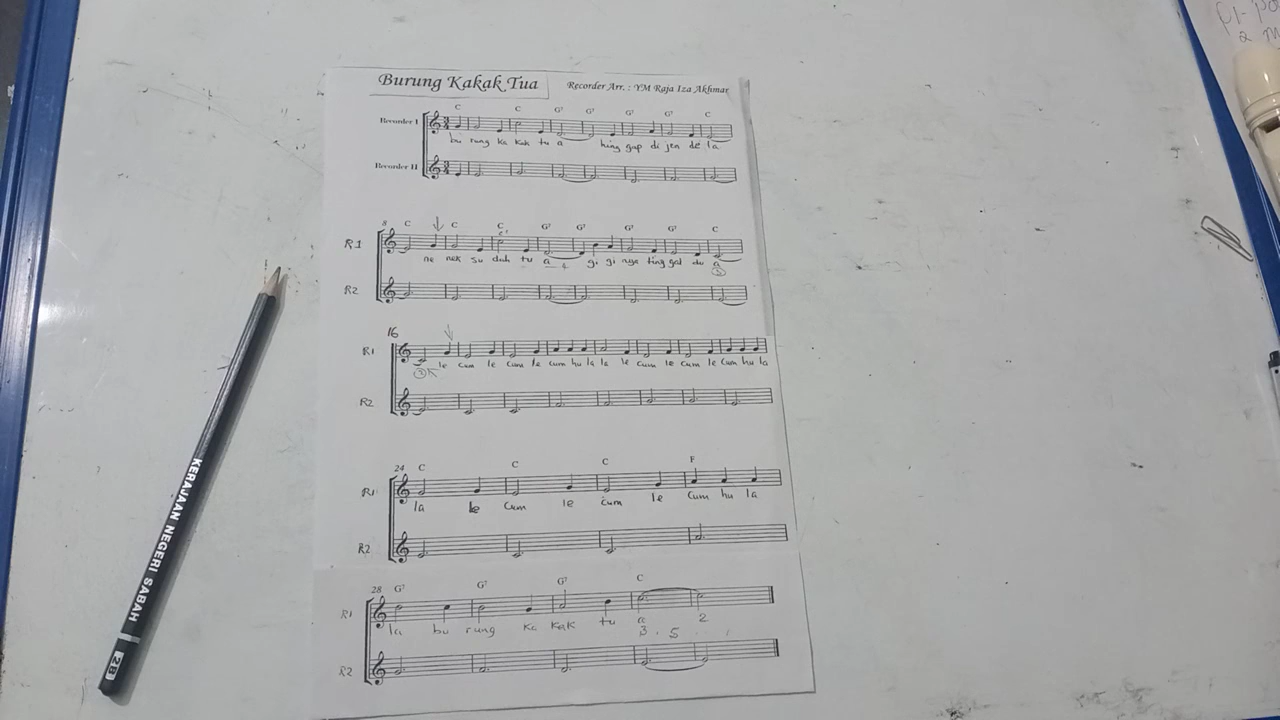 Burung Kakak Tua
Recorder Arr. : YM Raja Iza Akhmar
C C G7 G7 G7 G7 C
Recorder I
bu rung ka kak tu a hing gap di jen de la
Recorder II
8 C C C G7 G7 G7 G7 C
R1
ne nek su dah tu a gi gi nya ting gal du a
R2
16
R1
le cum le cum le cum hu la la le cum le cum le cum hu la
R2
24 C C C F
R1
la le cum le cum le cum hu la
R2
28 G7 G7 G7 C
R1
la bu rung ka kak tu a 2
3 . 5
R2
KERAJAAN NEGERI SABAH
2B